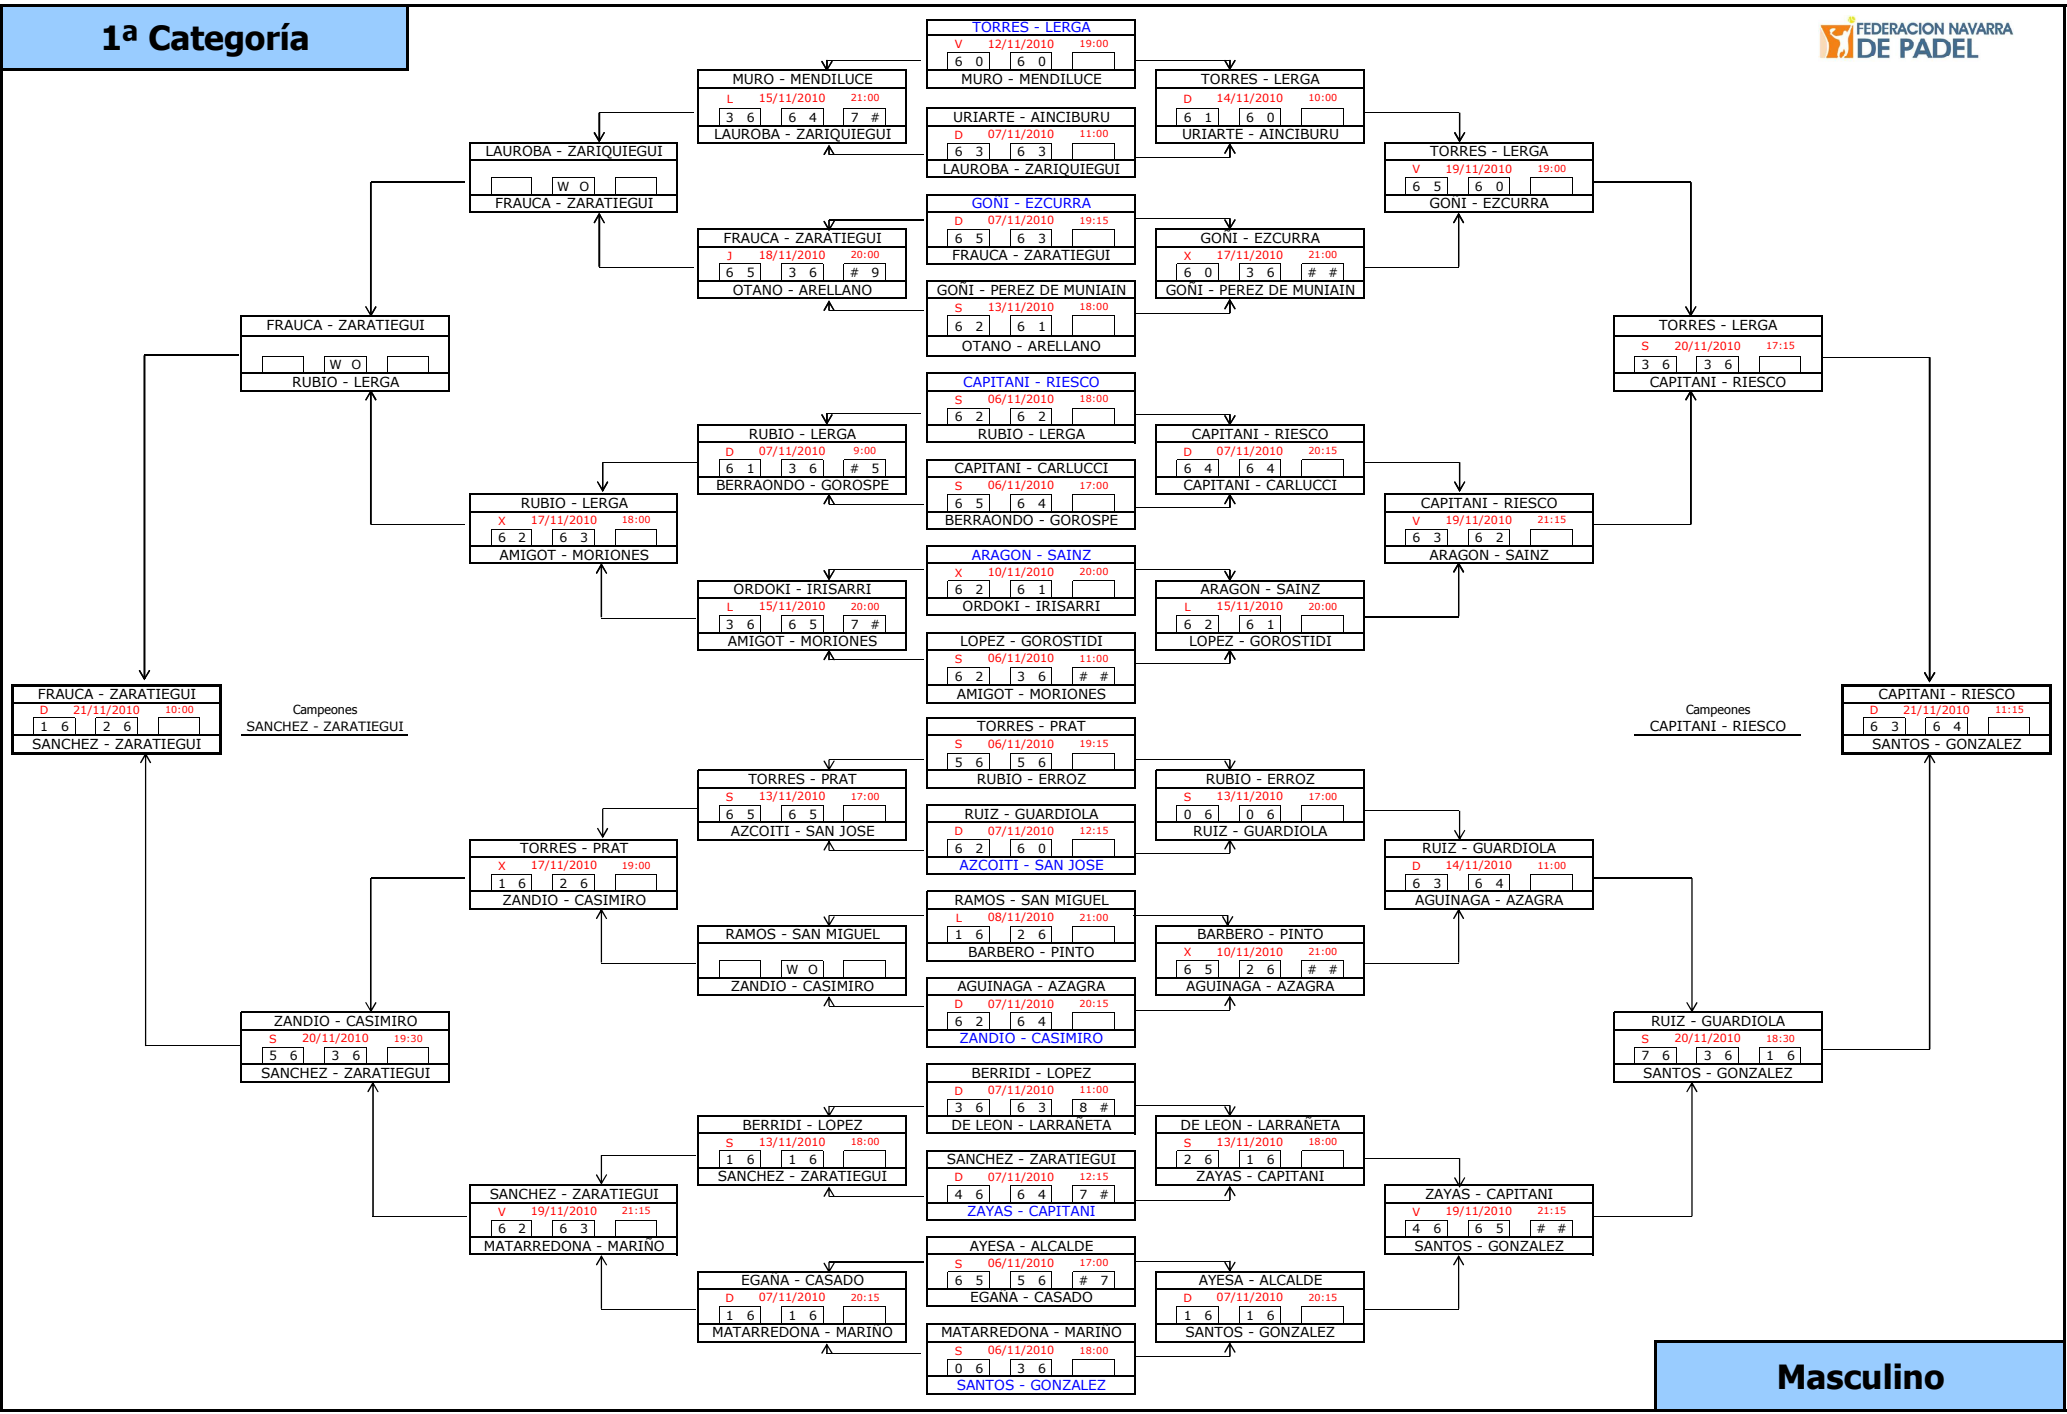 1ª Categoría
FEDERACION NAVARRA
DE PADEL
TORRES - LERGA
V 12/11/2010 19:00
6 0 6 0
MURO - MENDILUCE
URIARTE - AINCIBURU
D 07/11/2010 11:00
6 3 6 3
LAUROBA - ZARIQUIEGUI
GOÑI - EZCURRA
D 07/11/2010 19:15
6 5 6 3
FRAUCA - ZARATIEGUI
GOÑI - PEREZ DE MUNIAIN
S 13/11/2010 18:00
6 2 6 1
OTANO - ARELLANO
CAPITANI - RIESCO
S 06/11/2010 18:00
6 2 6 2
RUBIO - LERGA
CAPITANI - CARLUCCI
S 06/11/2010 17:00
6 5 6 4
BERRAONDO - GOROSPE
ARAGON - SAINZ
X 10/11/2010 20:00
6 2 6 1
ORDOKI - IRISARRI
LOPEZ - GOROSTIDI
S 06/11/2010 11:00
6 2 3 6 # #
AMIGOT - MORIONES
TORRES - PRAT
S 06/11/2010 19:15
5 6 5 6
RUBIO - ERROZ
RUIZ - GUARDIOLA
D 07/11/2010 12:15
6 2 6 0
AZCOITI - SAN JOSE
RAMOS - SAN MIGUEL
L 08/11/2010 21:00
1 6 2 6
BARBERO - PINTO
AGUINAGA - AZAGRA
D 07/11/2010 20:15
6 2 6 4
ZANDIO - CASIMIRO
BERRIDI - LOPEZ
D 07/11/2010 11:00
3 6 6 3 8 #
DE LEON - LARRAÑETA
SANCHEZ - ZARATIEGUI
D 07/11/2010 12:15
4 6 6 4 7 #
ZAYAS - CAPITANI
AYESA - ALCALDE
S 06/11/2010 17:00
6 5 5 6 # 7
EGAÑA - CASADO
MATARREDONA - MARIÑO
S 06/11/2010 18:00
0 6 3 6
SANTOS - GONZALEZ
MURO - MENDILUCE
L 15/11/2010 21:00
3 6 6 4 7 #
LAUROBA - ZARIQUIEGUI
FRAUCA - ZARATIEGUI
J 18/11/2010 20:00
6 5 3 6 # 9
OTANO - ARELLANO
RUBIO - LERGA
D 07/11/2010 9:00
6 1 3 6 # 5
BERRAONDO - GOROSPE
ORDOKI - IRISARRI
L 15/11/2010 20:00
3 6 6 5 7 #
AMIGOT - MORIONES
TORRES - PRAT
S 13/11/2010 17:00
6 5 6 5
AZCOITI - SAN JOSE
RAMOS - SAN MIGUEL
W O
ZANDIO - CASIMIRO
BERRIDI - LOPEZ
S 13/11/2010 18:00
1 6 1 6
SANCHEZ - ZARATIEGUI
EGAÑA - CASADO
D 07/11/2010 20:15
1 6 1 6
MATARREDONA - MARIÑO
LAUROBA - ZARIQUIEGUI
W O
FRAUCA - ZARATIEGUI
RUBIO - LERGA
X 17/11/2010 18:00
6 2 6 3
AMIGOT - MORIONES
TORRES - PRAT
X 17/11/2010 19:00
1 6 2 6
ZANDIO - CASIMIRO
SANCHEZ - ZARATIEGUI
V 19/11/2010 21:15
6 2 6 3
MATARREDONA - MARIÑO
FRAUCA - ZARATIEGUI
W O
RUBIO - LERGA
ZANDIO - CASIMIRO
S 20/11/2010 19:30
5 6 3 6
SANCHEZ - ZARATIEGUI
FRAUCA - ZARATIEGUI
D 21/11/2010 10:00
1 6 2 6
SANCHEZ - ZARATIEGUI
Campeones
SANCHEZ - ZARATIEGUI
TORRES - LERGA
D 14/11/2010 10:00
6 1 6 0
URIARTE - AINCIBURU
GOÑI - EZCURRA
X 17/11/2010 21:00
6 0 3 6 # #
GOÑI - PEREZ DE MUNIAIN
CAPITANI - RIESCO
D 07/11/2010 20:15
6 4 6 4
CAPITANI - CARLUCCI
ARAGON - SAINZ
L 15/11/2010 20:00
6 2 6 1
LOPEZ - GOROSTIDI
RUBIO - ERROZ
S 13/11/2010 17:00
0 6 0 6
RUIZ - GUARDIOLA
BARBERO - PINTO
X 10/11/2010 21:00
6 5 2 6 # #
AGUINAGA - AZAGRA
DE LEON - LARRAÑETA
S 13/11/2010 18:00
2 6 1 6
ZAYAS - CAPITANI
AYESA - ALCALDE
D 07/11/2010 20:15
1 6 1 6
SANTOS - GONZALEZ
TORRES - LERGA
V 19/11/2010 19:00
6 5 6 0
GOÑI - EZCURRA
CAPITANI - RIESCO
V 19/11/2010 21:15
6 3 6 2
ARAGON - SAINZ
RUIZ - GUARDIOLA
D 14/11/2010 11:00
6 3 6 4
AGUINAGA - AZAGRA
ZAYAS - CAPITANI
V 19/11/2010 21:15
4 6 6 5 # #
SANTOS - GONZALEZ
TORRES - LERGA
S 20/11/2010 17:15
3 6 3 6
CAPITANI - RIESCO
RUIZ - GUARDIOLA
S 20/11/2010 18:30
7 6 3 6 1 6
SANTOS - GONZALEZ
Campeones
CAPITANI - RIESCO
CAPITANI - RIESCO
D 21/11/2010 11:15
6 3 6 4
SANTOS - GONZALEZ
Masculino